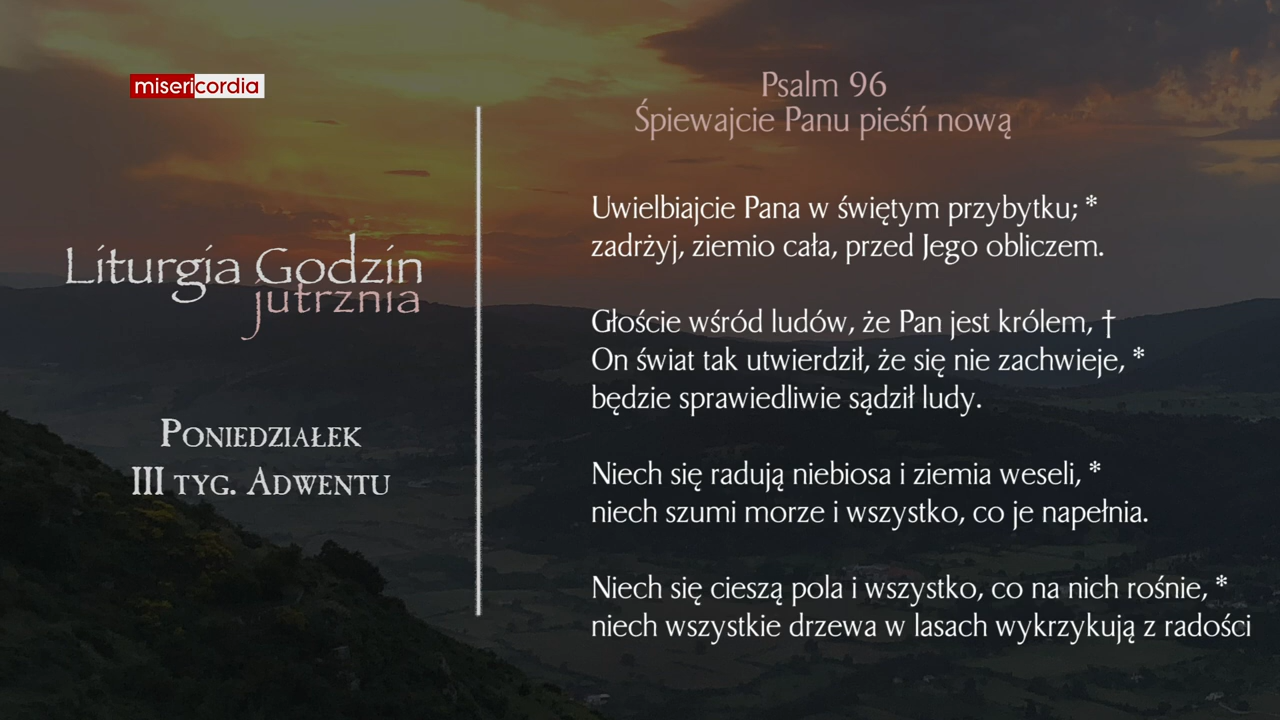 misericordia
Liturgia Godzin
jutrznia
Poniedziałek
III tyg. Adwentu
Psalm 96
Śpiewajcie Panu pieśń nową
Uwielbiajcie Pana w świętym przybytku; *
zadrżyj, ziemio cała, przed Jego obliczem.
Głoście wśród ludów, że Pan jest królem, †
On świat tak utwierdził, że się nie zachwieje, *
będzie sprawiedliwie sądził ludy.
Niech się radują niebiosa i ziemia weseli, *
niech szumi morze i wszystko, co je napełnia.
Niech się cieszą pola i wszystko, co na nich rośnie, *
niech wszystkie drzewa w lasach wykrzykują z radości